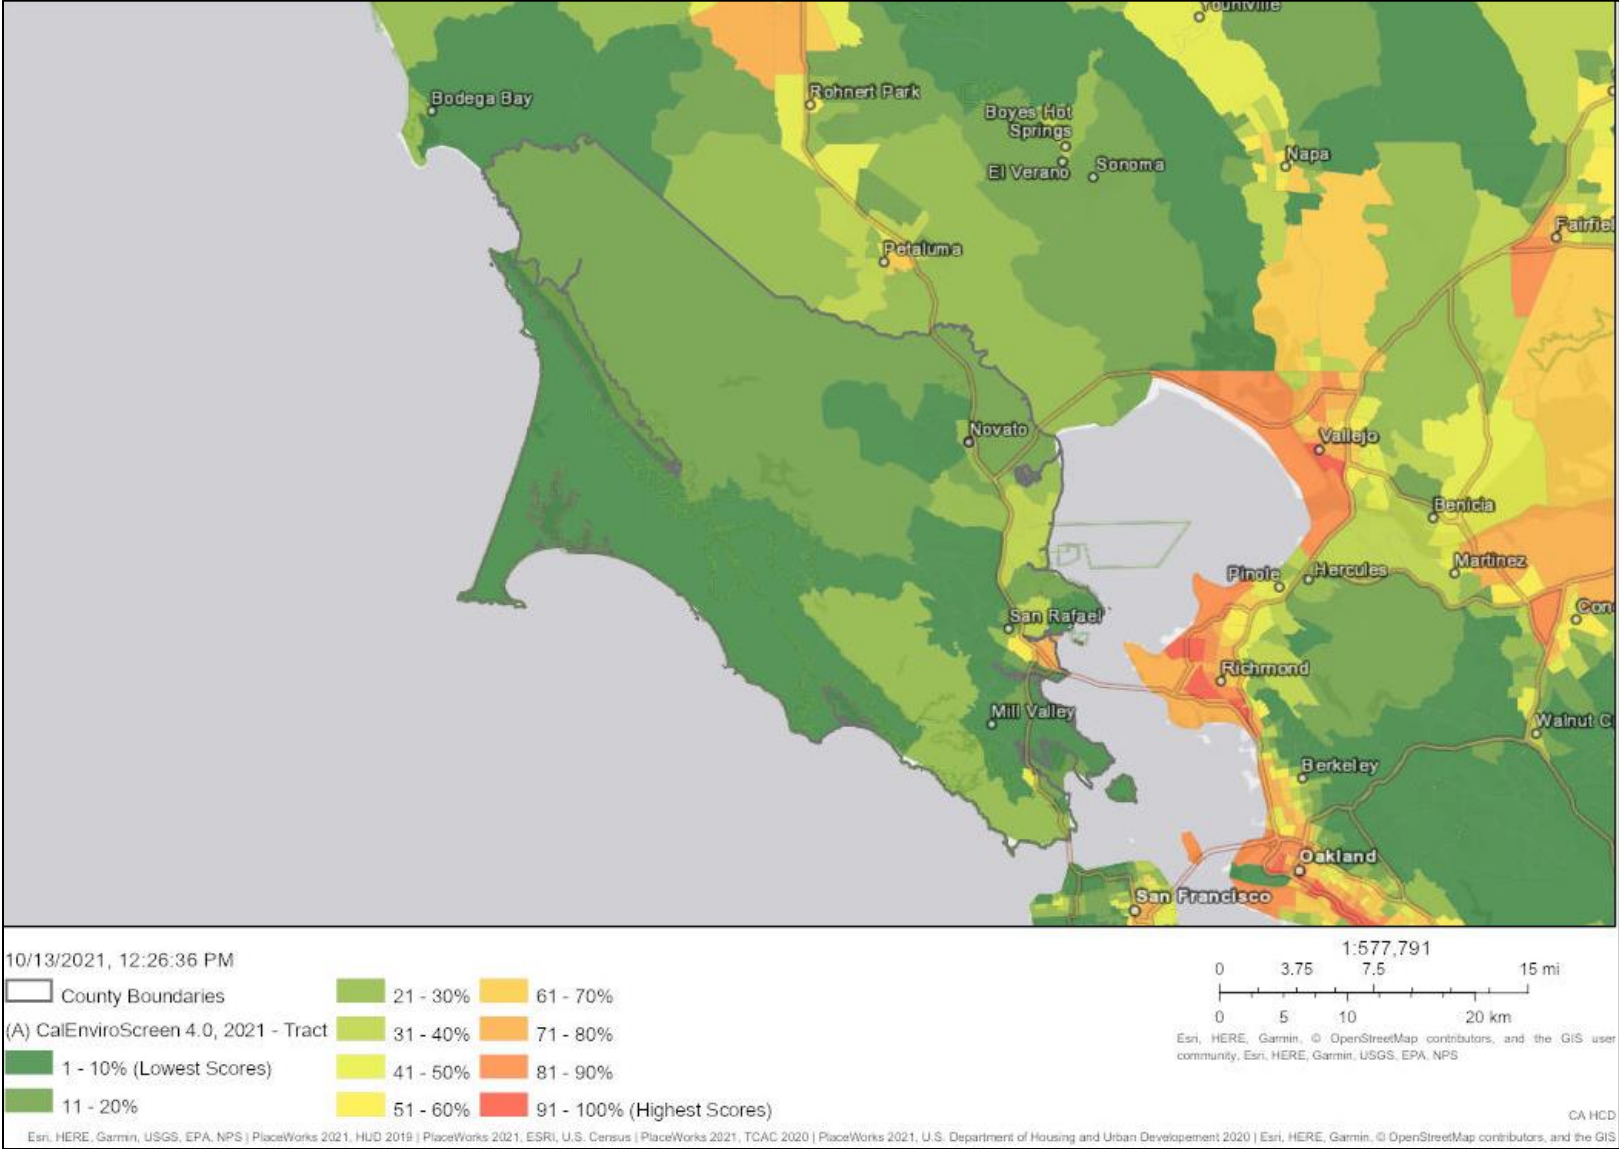 Yountville
Bodega Bay
Rohnert Park
Boyes Hot
Springs
El Verano
Sonoma
Napa
Fairfiel
Petaluma
Novato
Vallejo
Benicia
Martinez
Pinole
Hercules
San Rafael
Con
Richmond
Mill Valley
Walnut C
Berkeley
Oakland
San Francisco
10/13/2021, 12:26:36 PM
County Boundaries
(A) CalEnviroScreen 4.0, 2021 - Tract
1 - 10% (Lowest Scores)
11 - 20%
21 - 30%
31 - 40%
41 - 50%
51 - 60%
61 - 70%
71 - 80%
81 - 90%
91 - 100% (Highest Scores)
1:577,791
0 3.75 7.5 15 mi
0 5 10 20 km
Esri, HERE, Garmin, © OpenStreetMap contributors, and the GIS user
community, Esri, HERE, Garmin, USGS, EPA, NPS
CA HCD
Esri, HERE, Garmin, USGS, EPA, NPS | PlaceWorks 2021, HUD 2019 | PlaceWorks 2021, ESRI, U.S. Census | PlaceWorks 2021, TCAC 2020 | PlaceWorks 2021, U.S. Department of Housing and Urban Developement 2020 | Esri, HERE, Garmin, © OpenStreetMap contributors, and the GIS